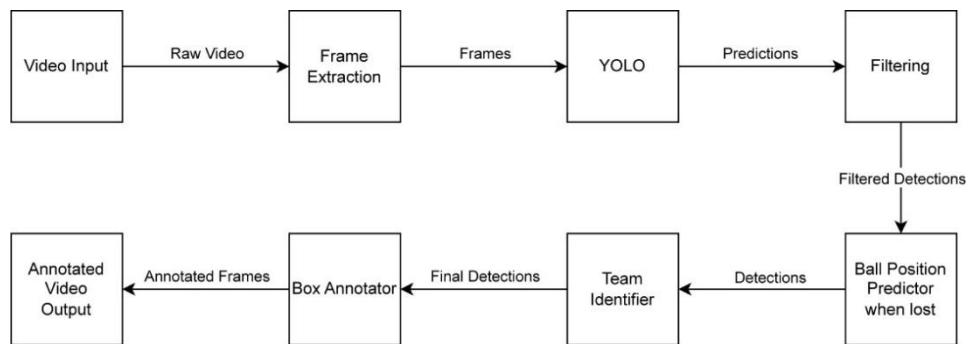 Video Input
Raw Video
Frame
Extraction
Frames
YOLO
Predictions
Filtering
Filtered Detections
Ball Position
Predictor
when lost
Detections
Team
Identifier
Final Detections
Box Annotator
Annotated Frames
Annotated
Video
Output